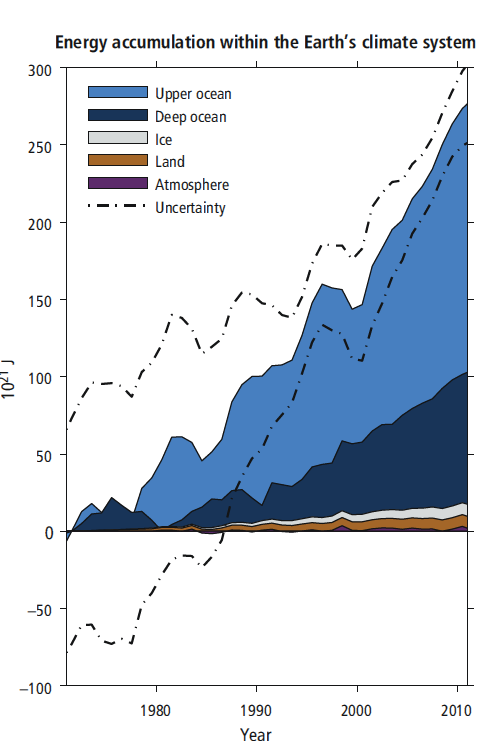 Energy accumulation within the Earth's climate system
300
Upper ocean
Deep ocean
Ice
Land
Atmosphere
Uncertainty
250
200
150
100
50
0
−50
−100
10²¹ J
1980 1990 2000 2010
Year